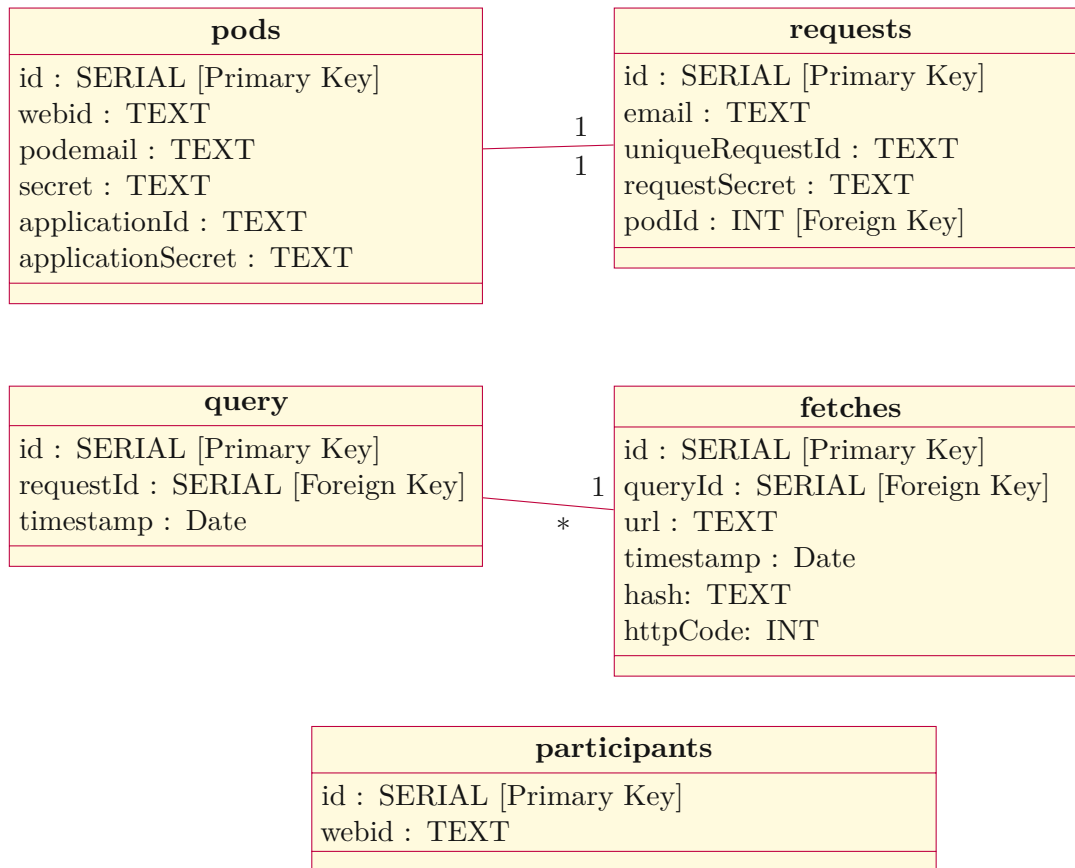 pods
id : SERIAL [Primary Key]
webid : TEXT
podemail : TEXT
secret : TEXT
applicationId : TEXT
applicationSecret : TEXT
1
1
requests
id : SERIAL [Primary Key]
email : TEXT
uniqueRequestId : TEXT
requestSecret : TEXT
podId : INT [Foreign Key]
query
id : SERIAL [Primary Key]
requestId : SERIAL [Foreign Key]
timestamp : Date
1
*
fetches
id : SERIAL [Primary Key]
queryId : SERIAL [Foreign Key]
url : TEXT
timestamp : Date
hash: TEXT
httpCode: INT
participants
id : SERIAL [Primary Key]
webid : TEXT